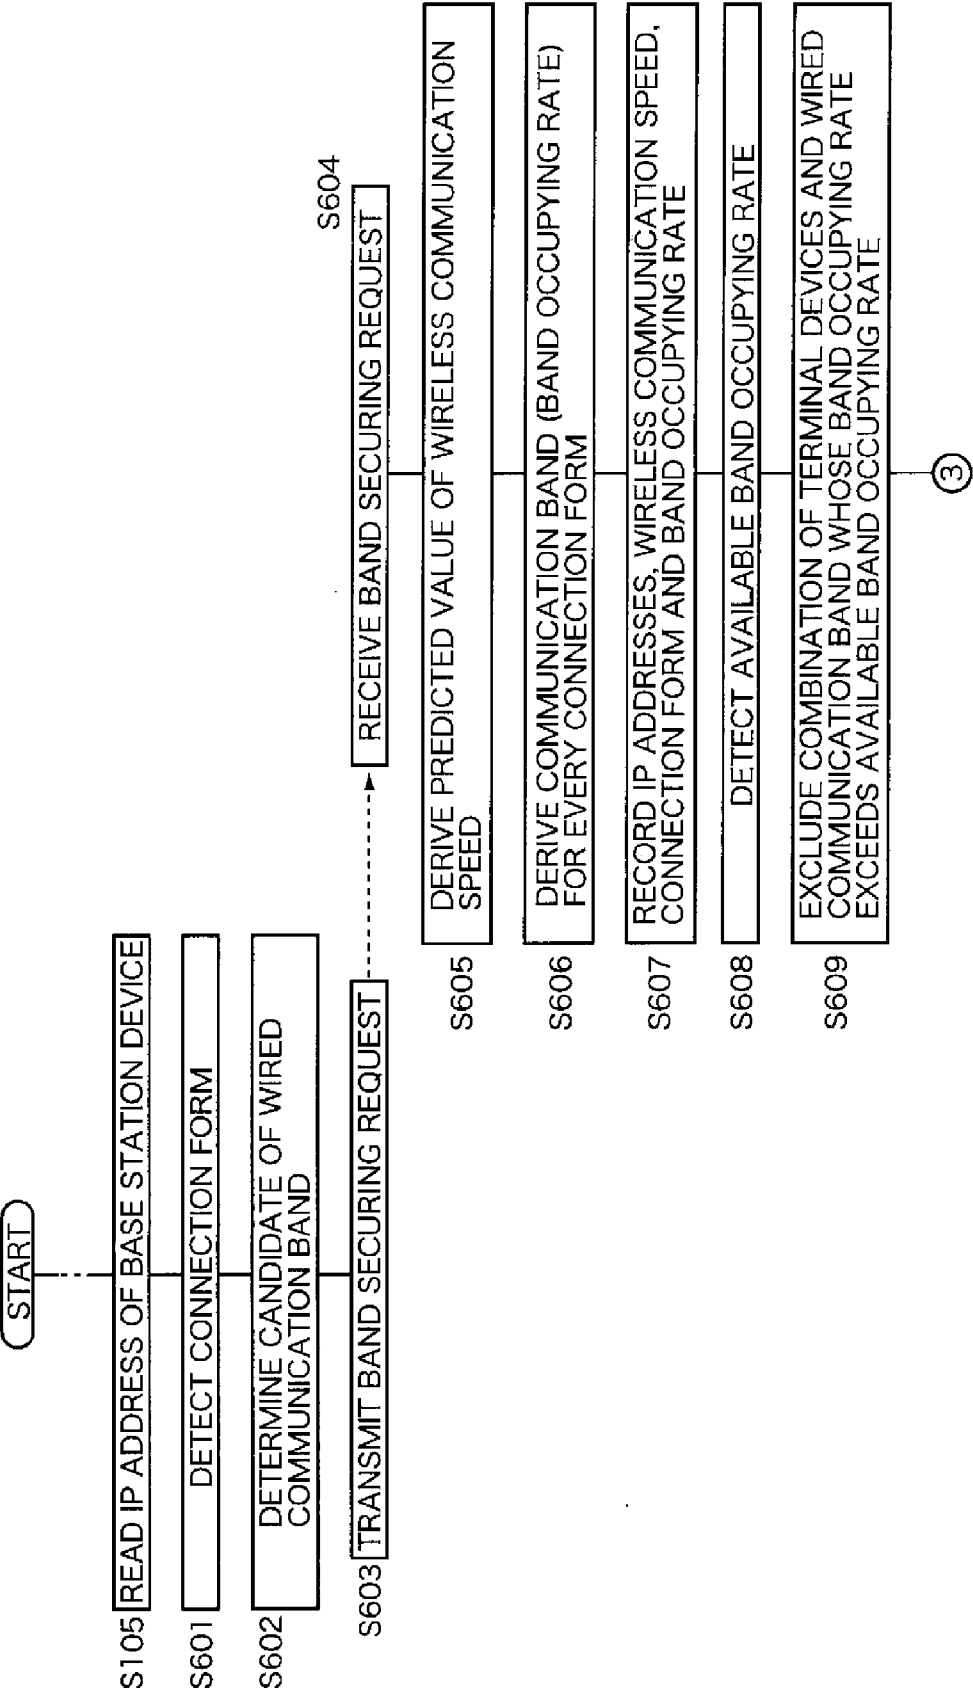 START
S105
READ IP ADDRESS OF BASE STATION DEVICE
S601
DETECT CONNECTION FORM
S602
DETERMINE CANDIDATE OF WIRED
COMMUNICATION BAND
S603
TRANSMIT BAND SECURING REQUEST
S604
RECEIVE BAND SECURING REQUEST
S605
DERIVE PREDICTED VALUE OF WIRELESS COMMUNICATION
SPEED
S606
DERIVE COMMUNICATION BAND (BAND OCCUPYING RATE)
FOR EVERY CONNECTION FORM
S607
RECORD IP ADDRESSES, WIRELESS COMMUNICATION SPEED,
CONNECTION FORM AND BAND OCCUPYING RATE
S608
DETECT AVAILABLE BAND OCCUPYING RATE
S609
EXCLUDE COMBINATION OF TERMINAL DEVICES AND WIRED
COMMUNICATION BAND WHOSE BAND OCCUPYING RATE
EXCEEDS AVAILABLE BAND OCCUPYING RATE
3